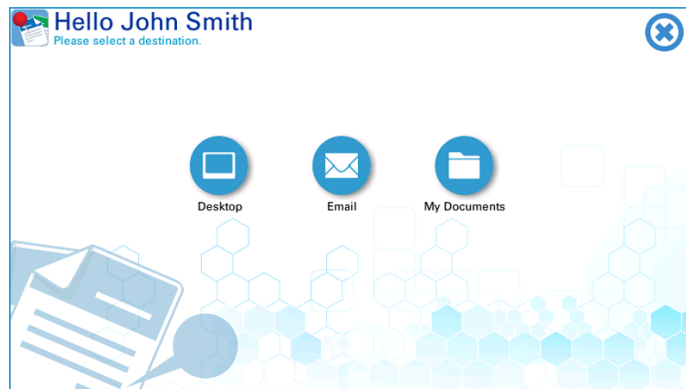 Hello John Smith
Please select a destination.
Desktop
Email
My Documents